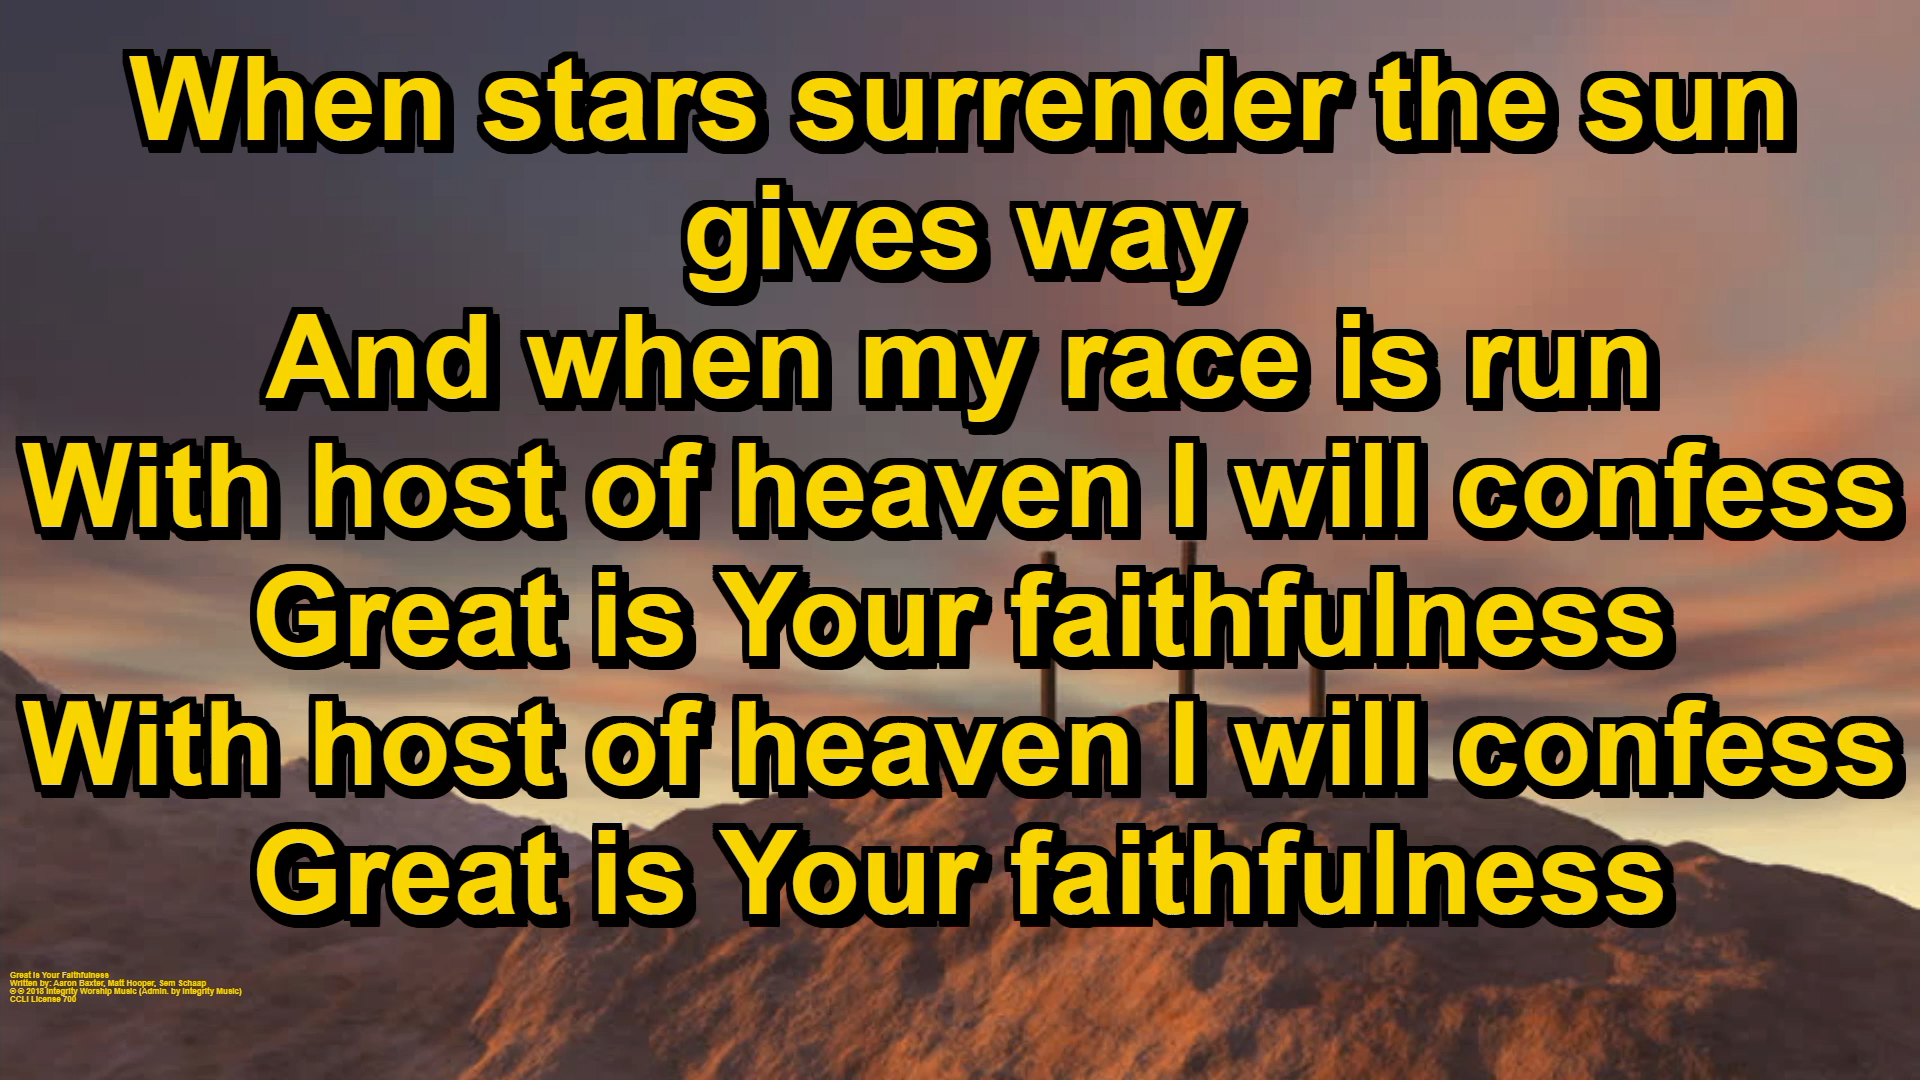 When stars surrender the sun
gives way
And when my race is run
With host of heaven I will confess
Great is Your faithfulness
With host of heaven I will confess
Great is Your faithfulness
Great Is Your Faithfulness
Written by: Aaron Baxter, Matt Hooper, Sem Schaap
℗ © 2018 Integrity Worship Music (Admin. by Integrity Music)
CCLI License 700